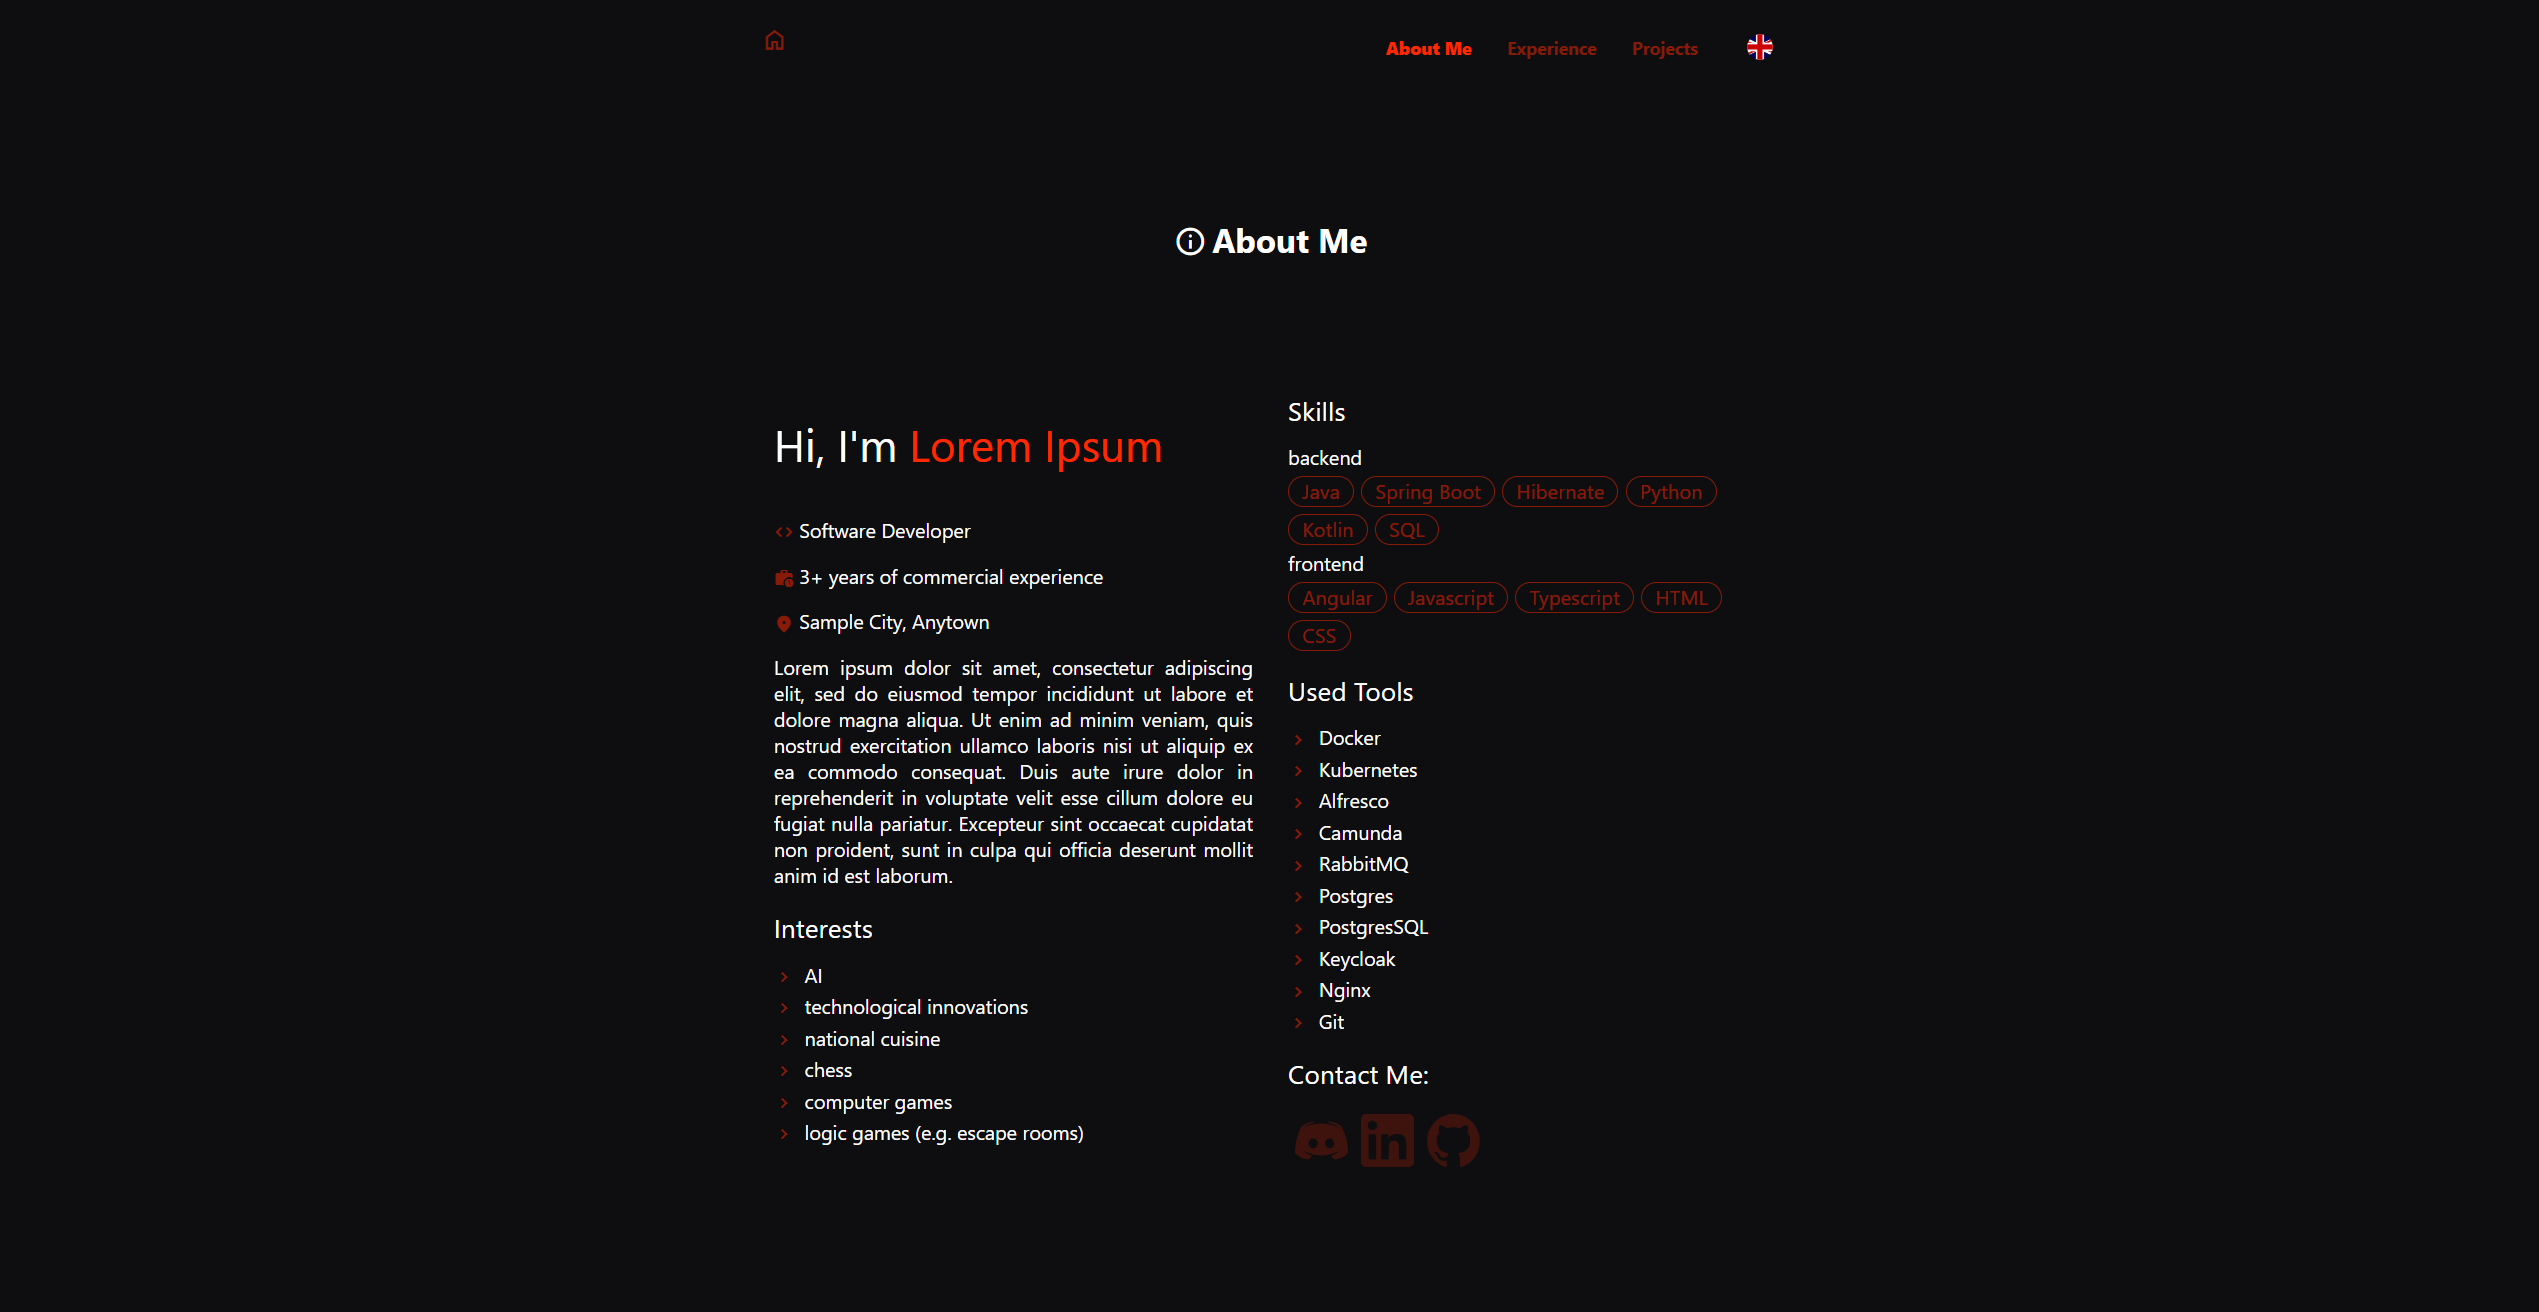 About Me Experience Projects
About Me
Hi, I'm Lorem Ipsum
Software Developer
3+ years of commercial experience
Sample City, Anytown
Lorem ipsum dolor sit amet, consectetur adipiscing
elit, sed do eiusmod tempor incididunt ut labore et
dolore magna aliqua. Ut enim ad minim veniam, quis
nostrud exercitation ullamco laboris nisi ut aliquip ex
ea commodo consequat. Duis aute irure dolor in
reprehenderit in voluptate velit esse cillum dolore eu
fugiat nulla pariatur. Excepteur sint occaecat cupidatat
non proident, sunt in culpa qui officia deserunt mollit
anim id est laborum.
Interests
AI
technological innovations
national cuisine
chess
computer games
logic games (e.g. escape rooms)
Skills
backend
Java Spring Boot Hibernate Python
Kotlin SQL
frontend
Angular Javascript Typescript HTML
CSS
Used Tools
Docker
Kubernetes
Alfresco
Camunda
RabbitMQ
Postgres
PostgresSQL
Keycloak
Nginx
Git
Contact Me:
in